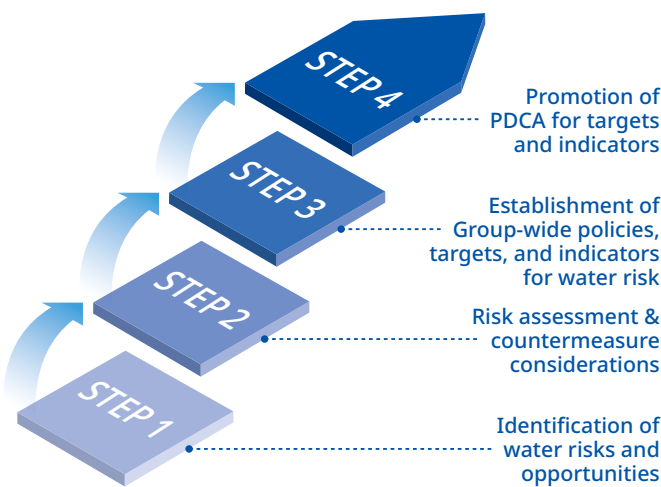 STEP 4
Promotion of
PDCA for targets
and indicators
STEP 3
Establishment of
Group-wide policies,
targets, and indicators
for water risk
STEP 2
Risk assessment &
countermeasure
considerations
STEP 1
Identification of
water risks and
opportunities